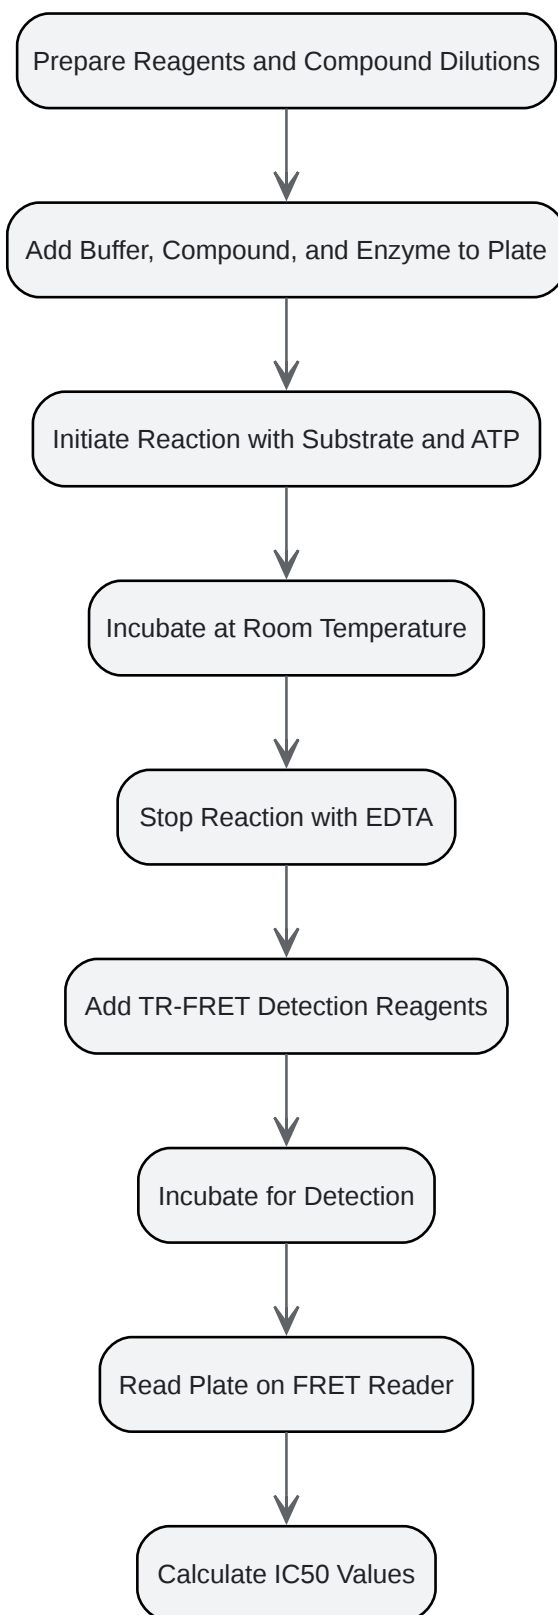 Prepare Reagents and Compound Dilutions
Add Buffer, Compound, and Enzyme to Plate
Initiate Reaction with Substrate and ATP
Incubate at Room Temperature
Stop Reaction with EDTA
Add TR-FRET Detection Reagents
Incubate for Detection
Read Plate on FRET Reader
Calculate IC50 Values